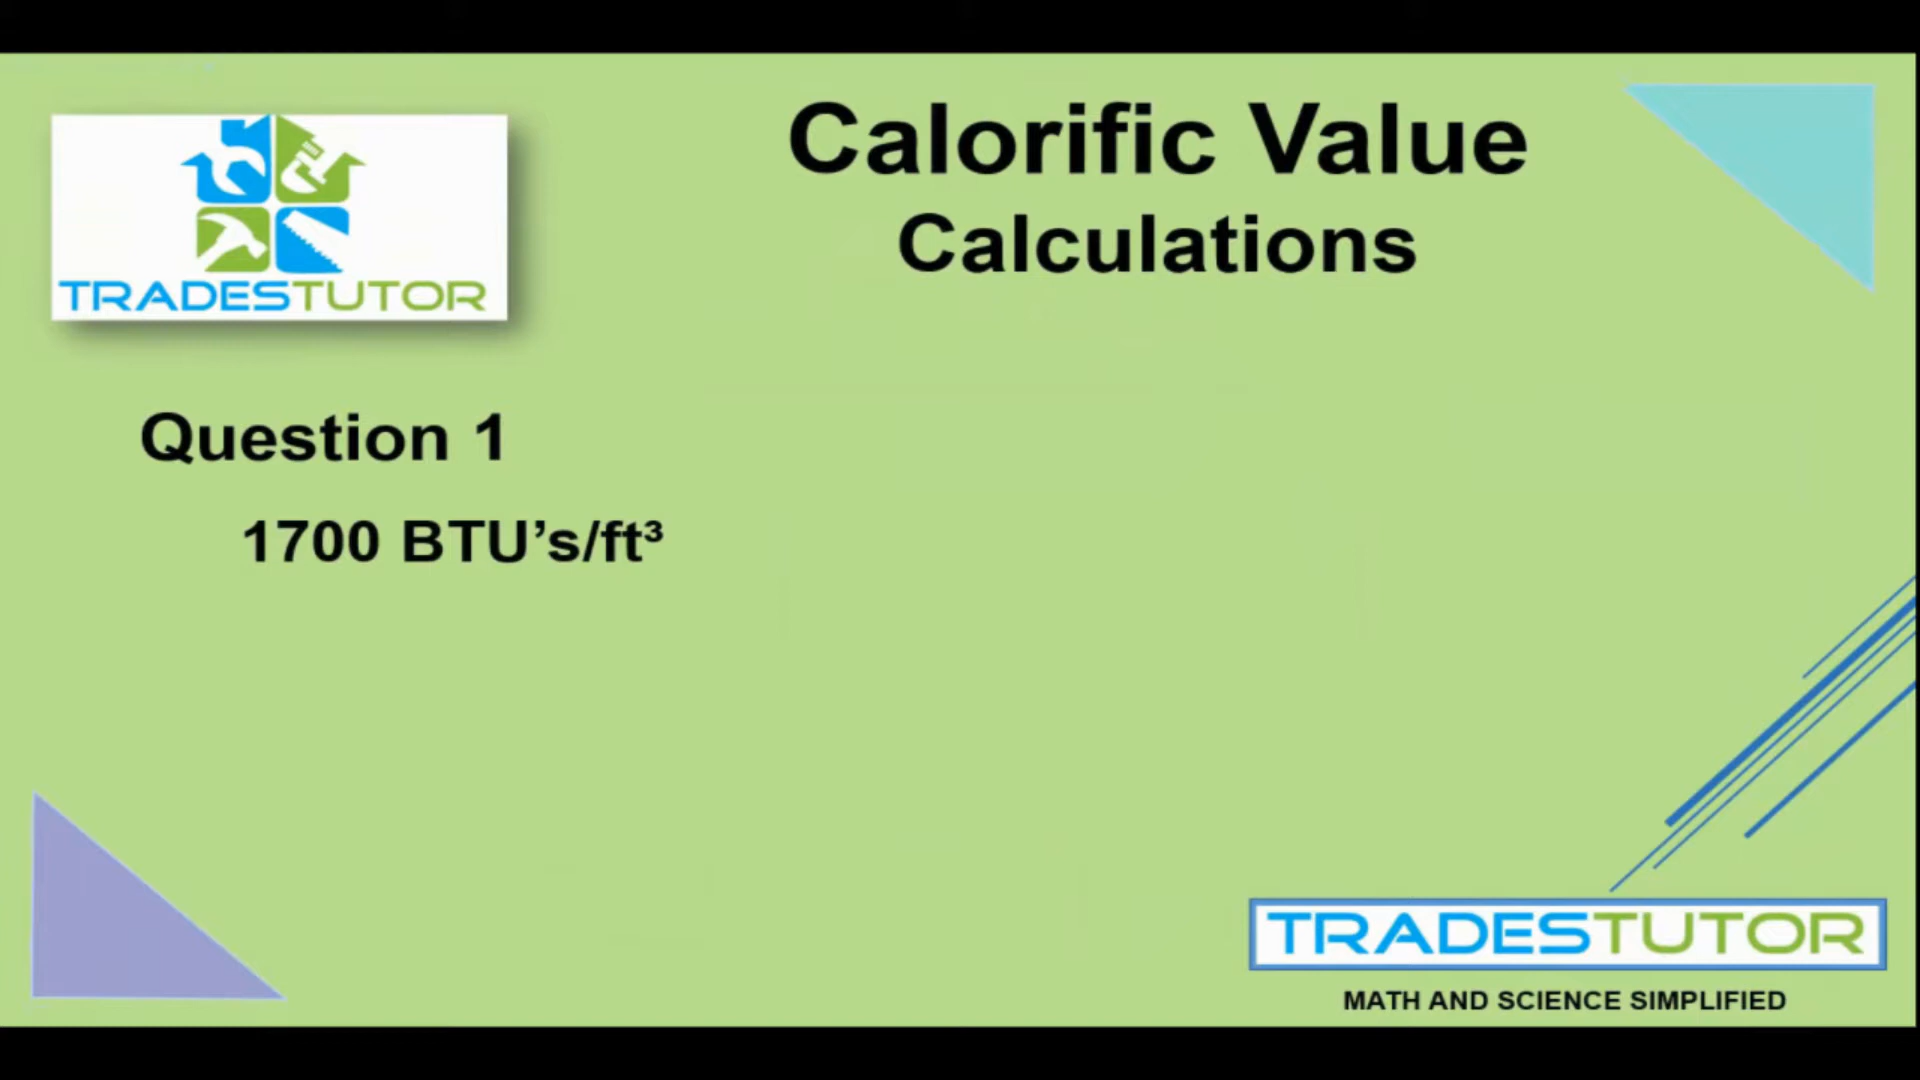 Calorific Value
Calculations
TRADESTUTOR
Question 1
1700 BTU’s/ft³
TRADESTUTOR
MATH AND SCIENCE SIMPLIFIED